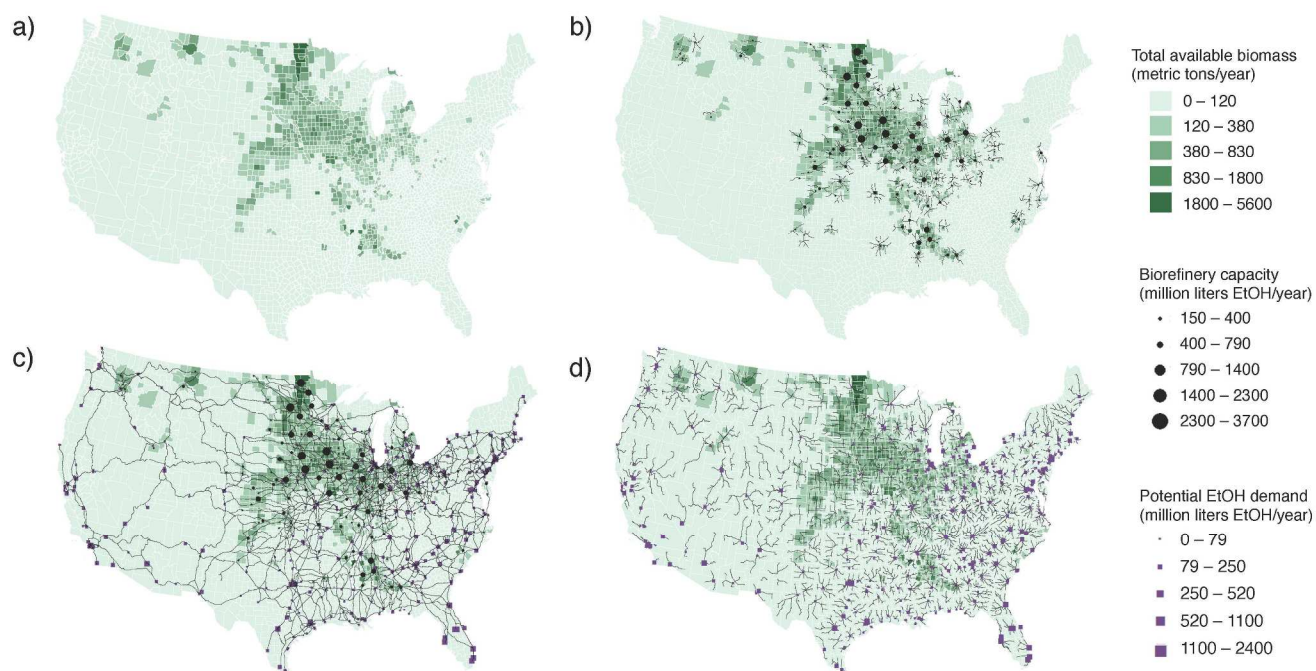 a)
b)
c)
d)
Total available biomass
(metric tons/year)
0 – 120
120 – 380
380 – 830
830 – 1800
1800 – 5600
Biorefinery capacity
(million liters EtOH/year)
150 – 400
400 – 790
790 – 1400
1400 – 2300
2300 – 3700
Potential EtOH demand
(million liters EtOH/year)
0 – 79
79 – 250
250 – 520
520 – 1100
1100 – 2400